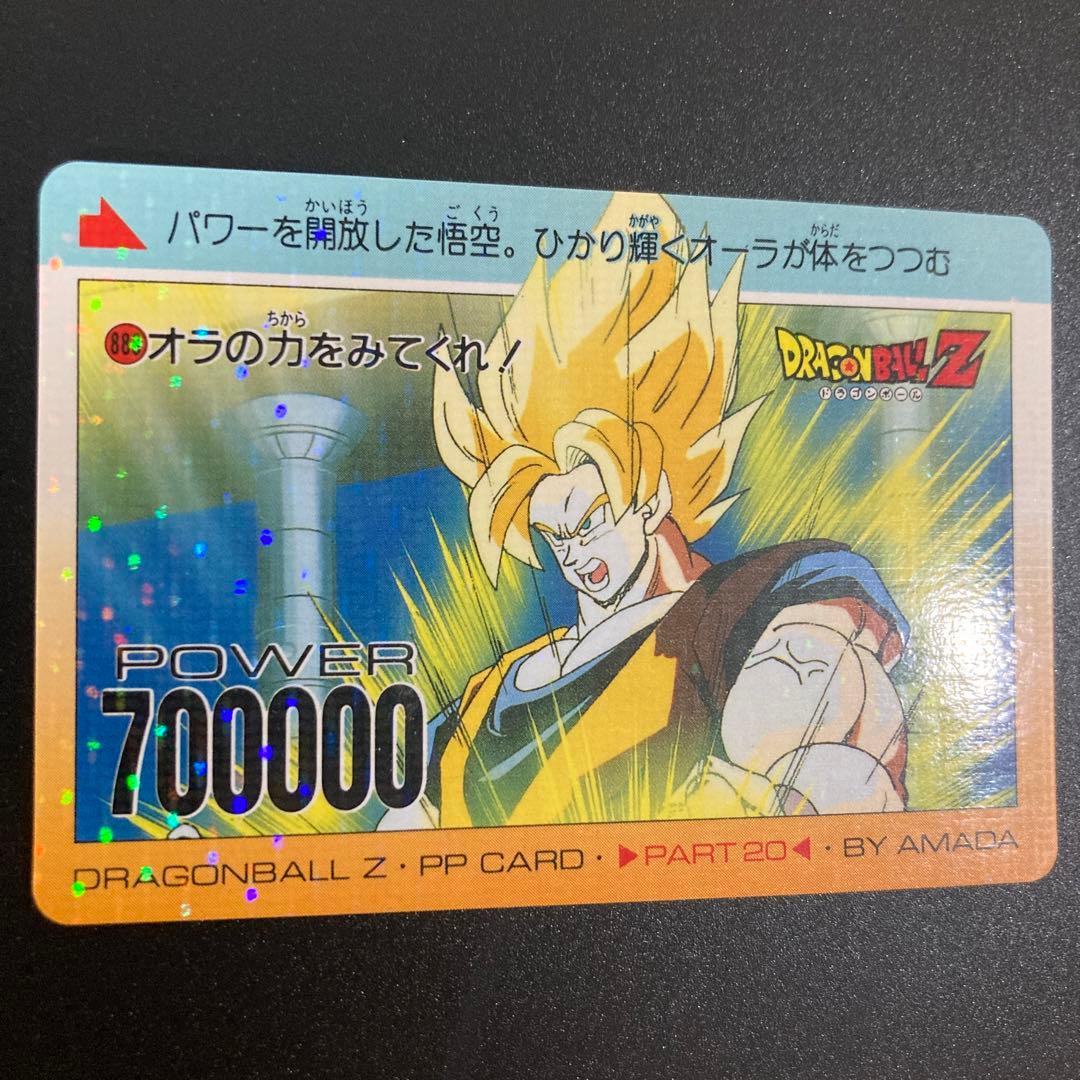 パワーを開放した悟空。ひかり輝くオーラが体をつつむ
かいほう ごくう かがや からだ
オラの力をみてくれ!
ちから
DRAGON BALL Z
ドラゴンボール
POWER
700000
DRAGONBALL Z・PP CARD・▶PART 20◀・BY AMADA